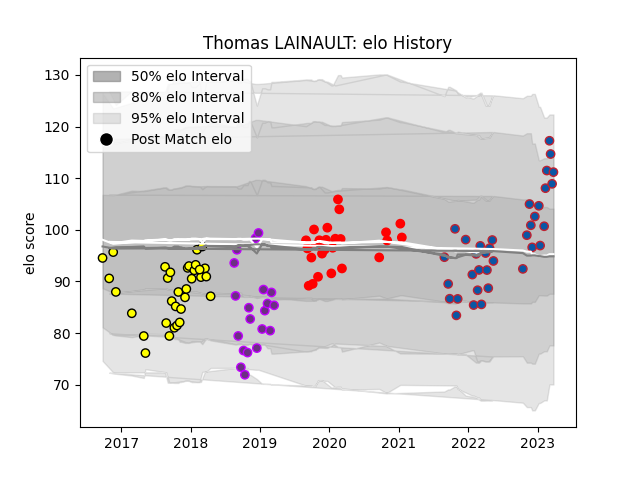 Thomas LAINAULT: elo History
50% elo Interval
80% elo Interval
95% elo Interval
Post Match elo
elo score
130
120
110
100
90
80
70
2017 2018 2019 2020 2021 2022 2023